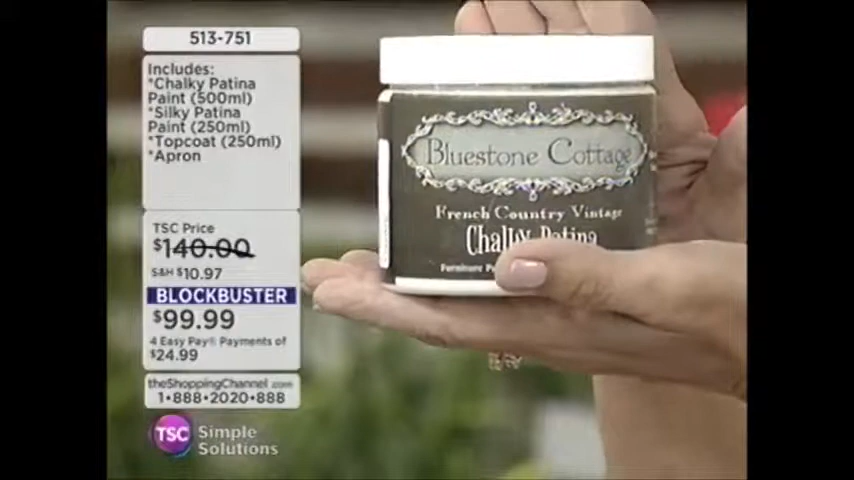 513-751
Includes:
*Chalky Patina
Paint (500ml)
*Silky Patina
Paint (250ml)
*Topcoat (250ml)
*Apron
TSC Price
$140.00
S&H $10.97
BLOCKBUSTER
$99.99
4 Easy Pay® Payments of
$24.99
theShoppingChannel.com
1•888•2020•888
TSC
Simple
Solutions
Bluestone Cottage
French Country Vintage
Chalky Patina
Furniture